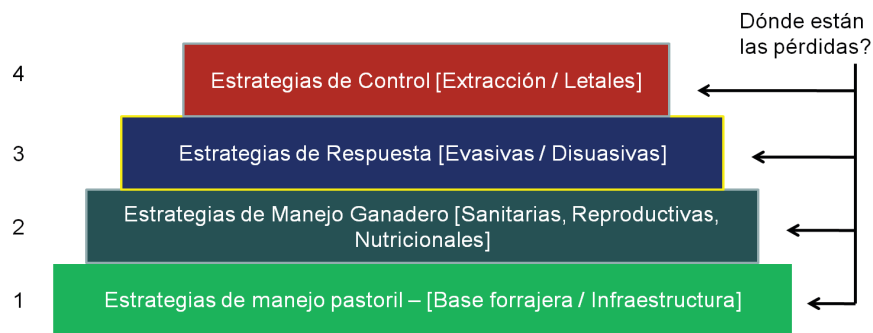 Dónde están
las pérdidas?
4
Estrategias de Control [Extracción / Letales]
3
Estrategias de Respuesta [Evasivas / Disuasivas]
2
Estrategias de Manejo Ganadero [Sanitarias, Reproductivas,
Nutricionales]
1
Estrategias de manejo pastoril – [Base forrajera / Infraestructura]